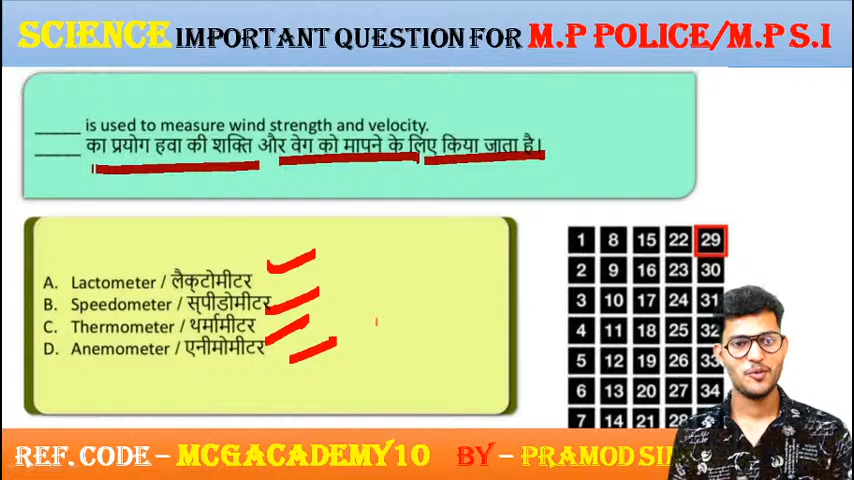 SCIENCE IMPORTANT QUESTION FOR M.P POLICE/M.P S.I
_____ is used to measure wind strength and velocity.
_____ का प्रयोग हवा की शक्ति और वेग को मापने के लिए किया जाता है।
A. Lactometer / लैक्टोमीटर
B. Speedometer / स्पीडोमीटर
C. Thermometer / थर्मामीटर
D. Anemometer / एनीमोमीटर
1 8 15 22 29
2 9 16 23 30
3 10 17 24 31
4 11 18 25 32
5 12 19 26 33
6 13 20 27 34
7 14 21 28
REF. CODE – MCGACADEMY10 BY – PRAMOD